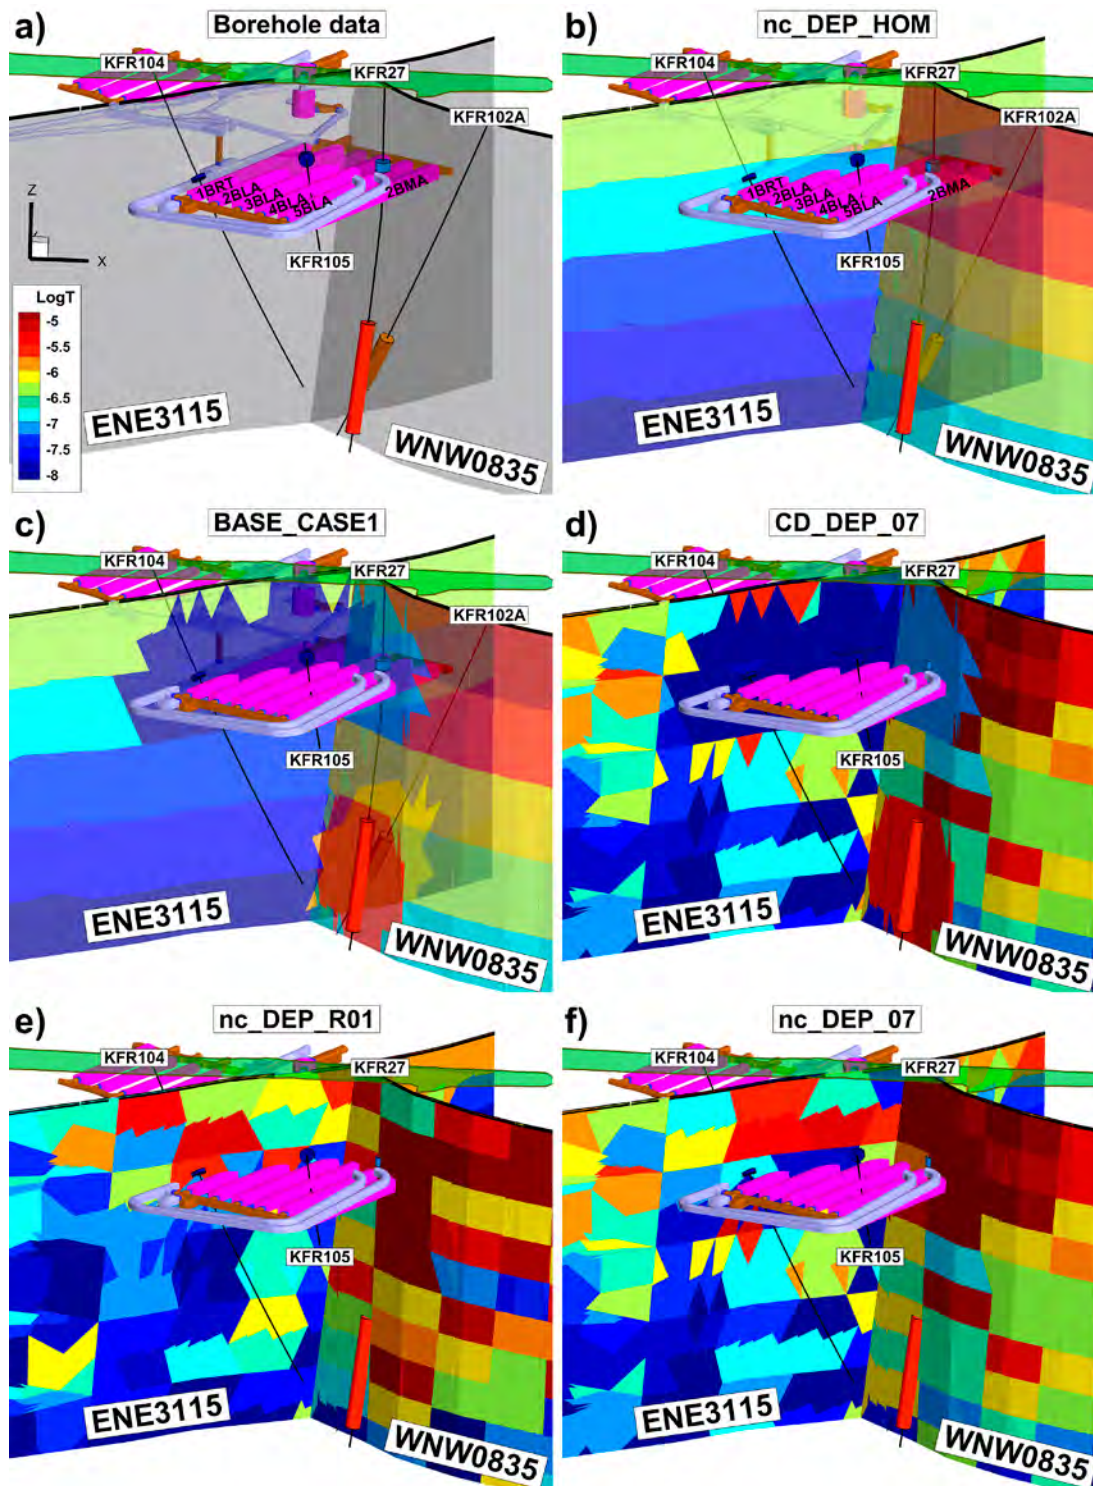 a)
Borehole data
KFR104
KFR27
KFR102A
1BRT
2BLA
3BLA
4BLA
5BLA
2BMA
KFR105
Z
X
LogT
-5
-5.5
-6
-6.5
-7
-7.5
-8
ENE3115
WNW0835
b)
nc_DEP_HOM
KFR104
KFR27
KFR102A
1BRT
2BLA
3BLA
4BLA
5BLA
2BMA
KFR105
ENE3115
WNW0835
c)
BASE_CASE1
KFR104
KFR27
KFR102A
KFR105
ENE3115
WNW0835
d)
CD_DEP_07
KFR104
KFR27
KFR105
ENE3115
WNW0835
e)
nc_DEP_R01
KFR104
KFR27
KFR105
ENE3115
WNW0835
f)
nc_DEP_07
KFR104
KFR27
KFR105
ENE3115
WNW0835